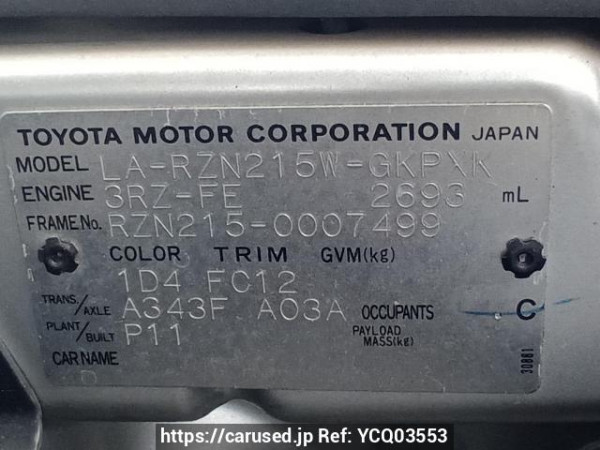 TOYOTA MOTOR CORPORATION JAPAN
MODEL LA-RZN215W-GKPXK
ENGINE 3RZ-FE 2693 mL
FRAME No. RZN215-0007499
COLOR TRIM GVM(kg)
1D4 FC12
TRANS./AXLE A343F A03A OCCUPANTS C
PLANT/BUILT P11 PAYLOAD MASS(kg)
CAR NAME
30881
https://carused.jp Ref: YCQ03553